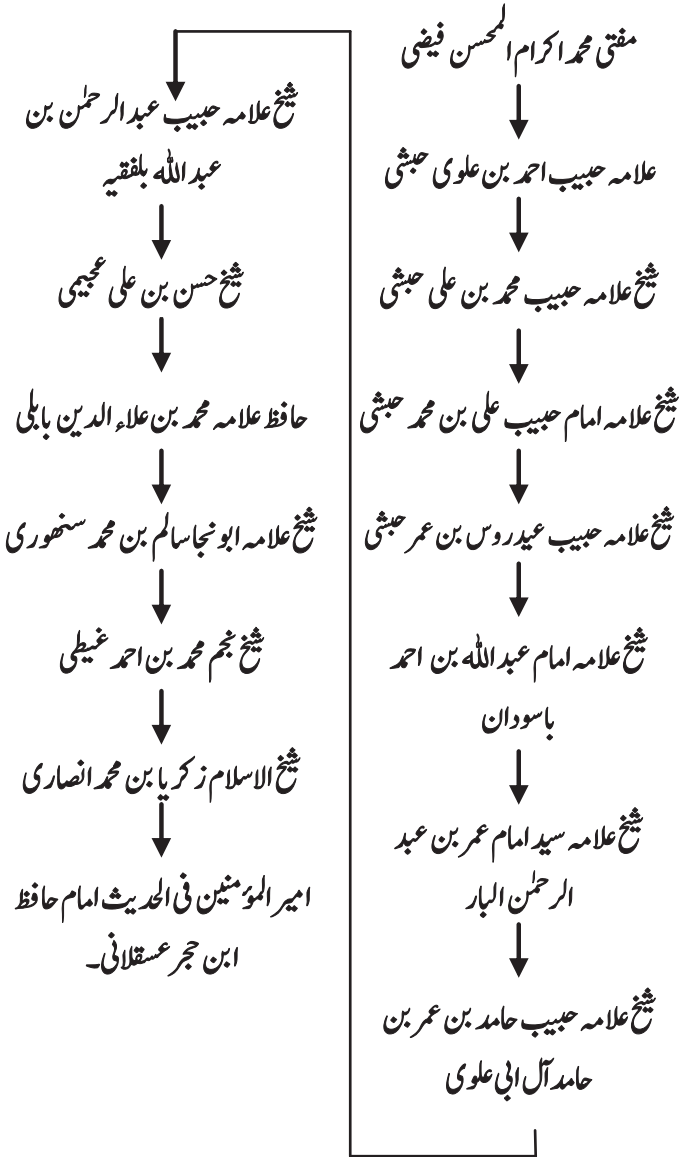 مفتی محمد اکرام المحسن فیضی
علامہ حبیب احمد بن علوی حبشی
شیخ علامہ حبیب محمد بن علی حبشی
شیخ علامہ امام حبیب علی بن محمد حبشی
شیخ علامہ حبیب عیدروس بن عمر حبشی
شیخ علامہ امام عبد اللہ بن احمد
باسودان
شیخ علامہ سید امام عمر بن عبد
الرحمٰن البار
شیخ علامہ حبیب حامد بن عمر بن
حامد آل ابی علوی
شیخ علامہ حبیب عبد الرحمٰن بن
عبد اللہ بلفقیہ
شیخ حسن بن علی عجیمی
حافظ علامہ محمد بن علاء الدین بابلی
شیخ علامہ ابو نجا سالم بن محمد سنھوری
شیخ نجم محمد بن احمد غیطی
شیخ الاسلام زکریا بن محمد انصاری
امیر المؤمنین فی الحدیث امام حافظ
ابن حجر عسقلانی۔